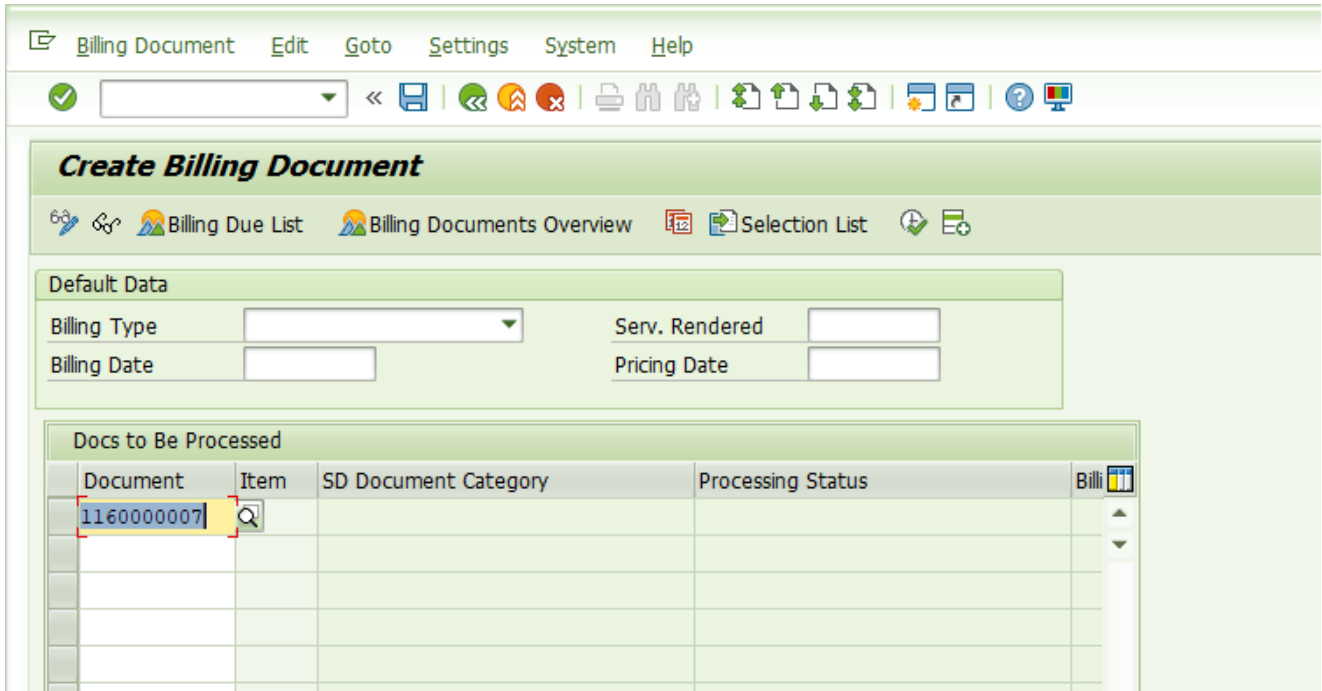 Billing Document Edit Goto Settings System Help
Create Billing Document
Billing Due List Billing Documents Overview Selection List
Default Data
Billing Type Serv. Rendered
Billing Date Pricing Date
Docs to Be Processed
Document Item SD Document Category Processing Status Billi
1160000007